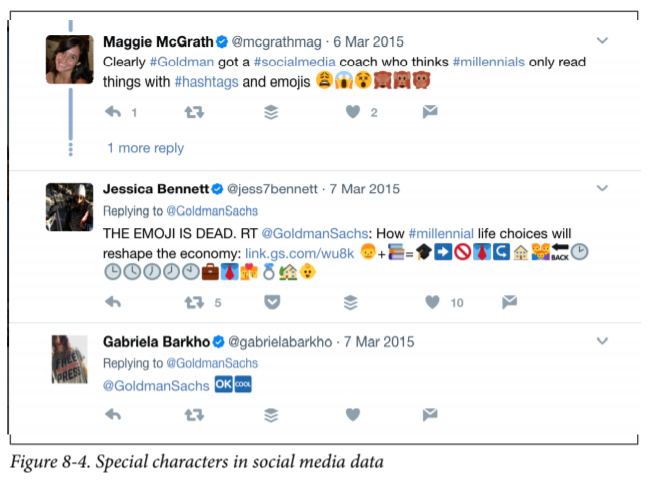 Maggie McGrath @mcgrathmag · 6 Mar 2015
Clearly #Goldman got a #socialmedia coach who thinks #millennials only read
things with #hashtags and emojis 😩😱😵🙈🙉🙊
1 2
1 more reply
Jessica Bennett @jess7bennett · 7 Mar 2015
Replying to @GoldmanSachs
THE EMOJI IS DEAD. RT @GoldmanSachs: How #millennial life choices will
reshape the economy: link.gs.com/wu8k 👦+📚=🎓➡🚫👔↪🏠👪🔙🕒
🕒🕓🕖🕗🕘💼👔💏💍🏡👶
5 10
Gabriela Barkho @gabrielabarkho · 7 Mar 2015
Replying to @GoldmanSachs
@GoldmanSachs 🆗🆒
FREE
PRESS
Figure 8-4. Special characters in social media data